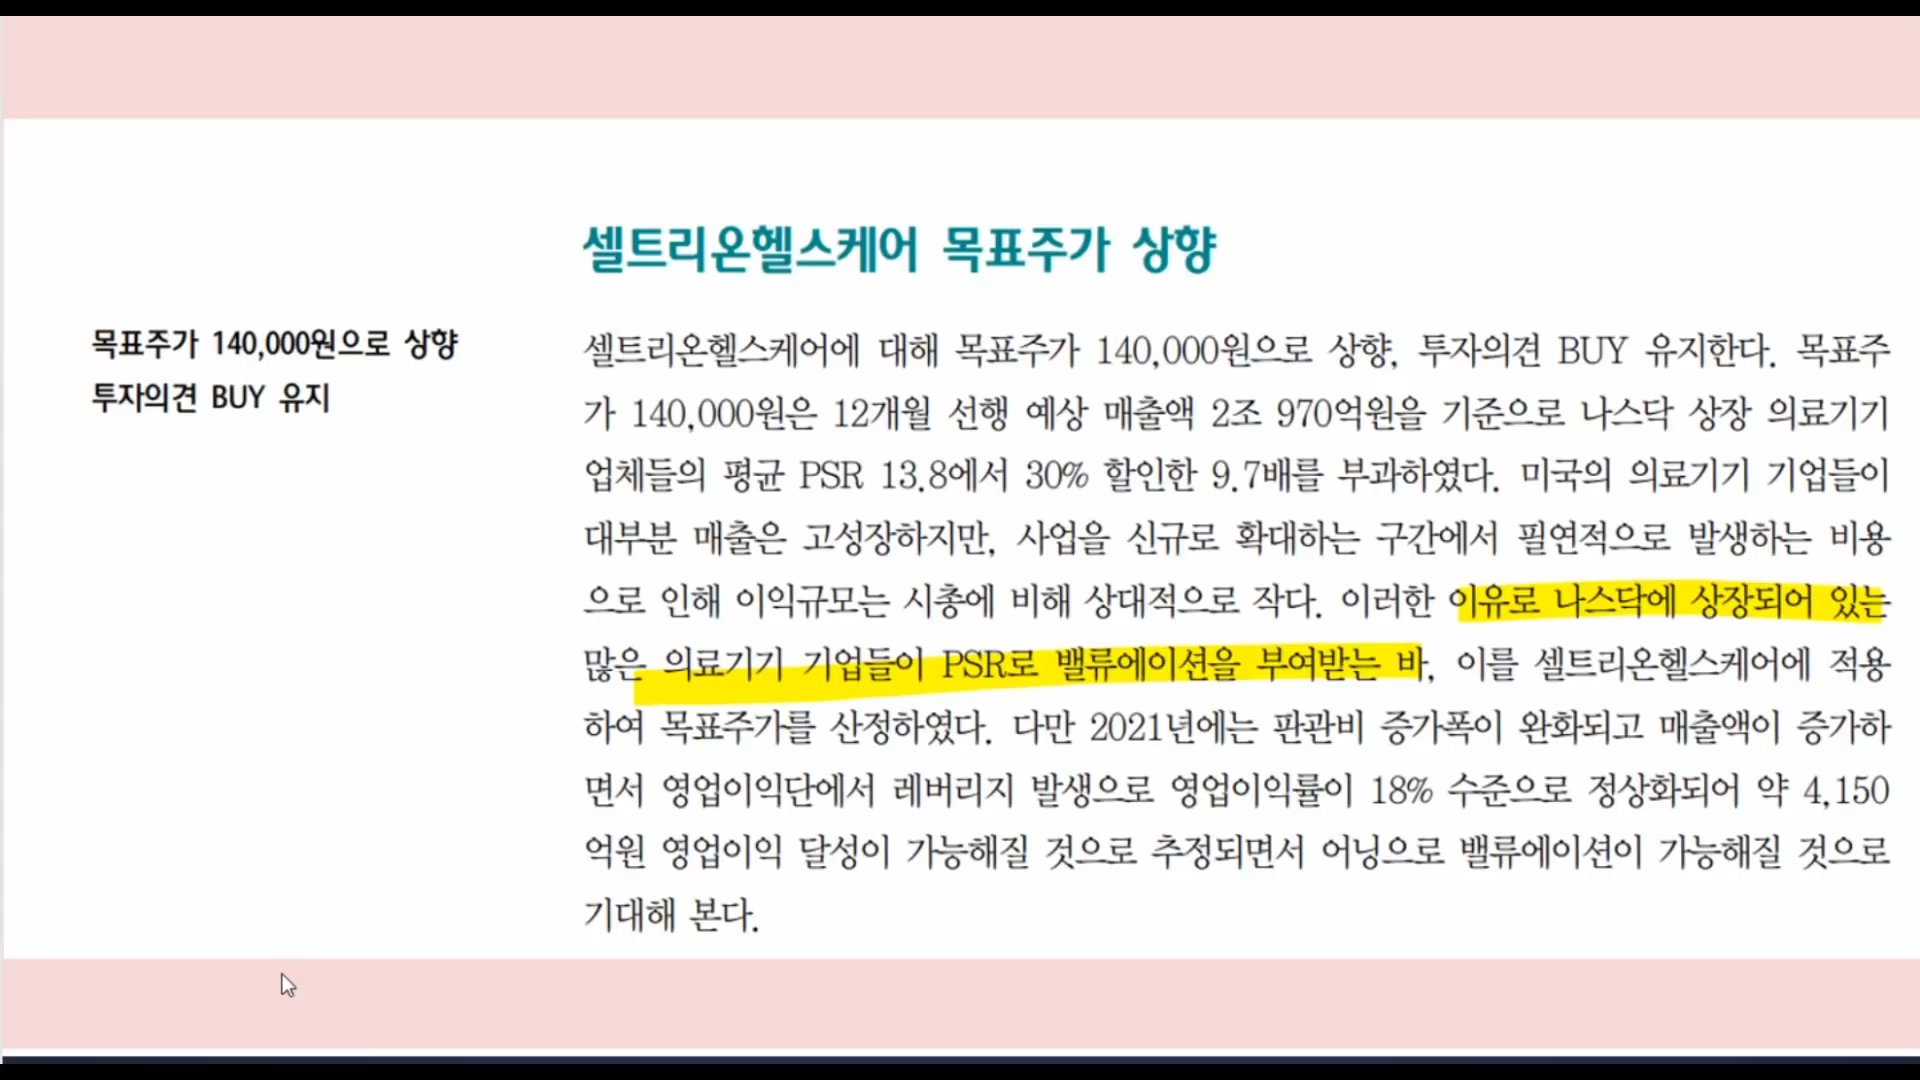 셀트리온헬스케어 목표주가 상향
목표주가 140,000원으로 상향
투자의견 BUY 유지
셀트리온헬스케어에 대해 목표주가 140,000원으로 상향, 투자의견 BUY 유지한다. 목표주
가 140,000원은 12개월 선행 예상 매출액 2조 970억원을 기준으로 나스닥 상장 의료기기
업체들의 평균 PSR 13.8에서 30% 할인한 9.7배를 부과하였다. 미국의 의료기기 기업들이
대부분 매출은 고성장하지만, 사업을 신규로 확대하는 구간에서 필연적으로 발생하는 비용
으로 인해 이익규모는 시총에 비해 상대적으로 작다. 이러한 이유로 나스닥에 상장되어 있는
많은 의료기기 기업들이 PSR로 밸류에이션을 부여받는 바, 이를 셀트리온헬스케어에 적용
하여 목표주가를 산정하였다. 다만 2021년에는 판관비 증가폭이 완화되고 매출액이 증가하
면서 영업이익단에서 레버리지 발생으로 영업이익률이 18% 수준으로 정상화되어 약 4,150
억원 영업이익 달성이 가능해질 것으로 추정되면서 어닝으로 밸류에이션이 가능해질 것으로
기대해 본다.